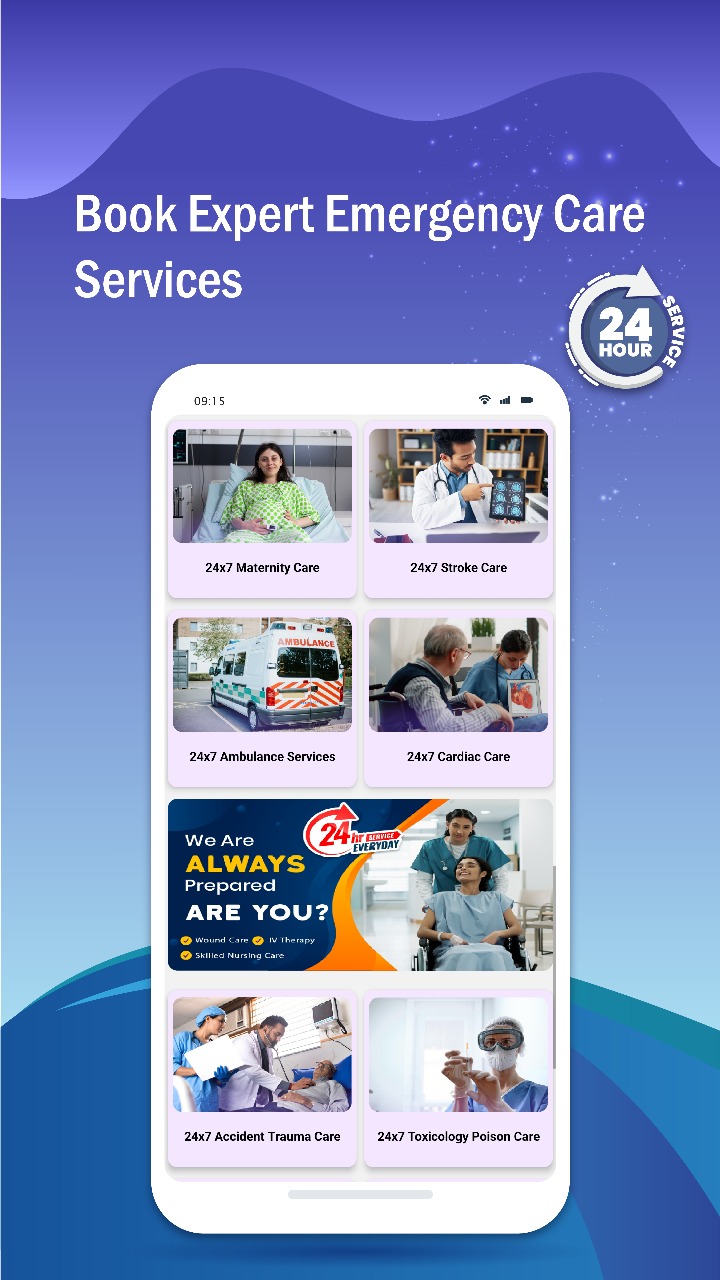 Book Expert Emergency Care
Services
24
HOUR
SERVICE
09:15
24x7 Maternity Care
24x7 Stroke Care
AMBULANCE
24x7 Ambulance Services
24x7 Cardiac Care
We Are
ALWAYS
Prepared
ARE YOU?
24hr SERVICE
EVERYDAY
Wound Care IV Therapy
Skilled Nursing Care
24x7 Accident Trauma Care
24x7 Toxicology Poison Care